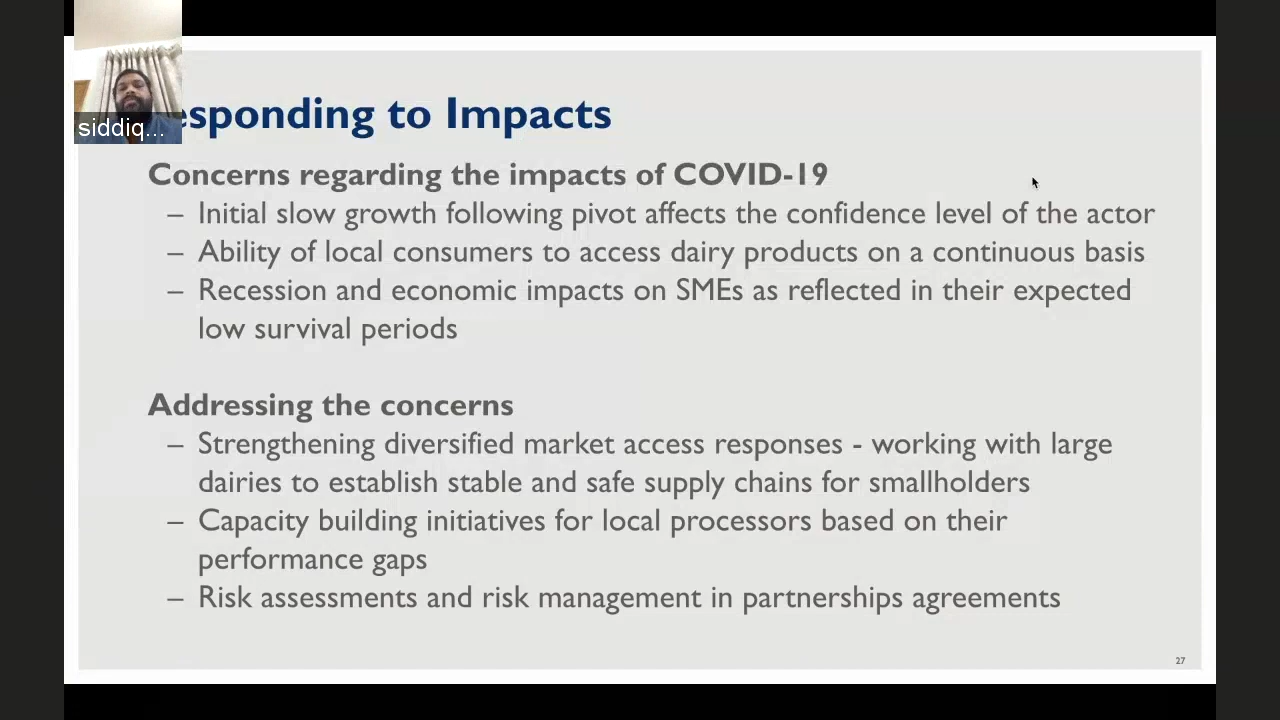 siddiq...
esponding to Impacts
Concerns regarding the impacts of COVID-19
– Initial slow growth following pivot affects the confidence level of the actor
– Ability of local consumers to access dairy products on a continuous basis
– Recession and economic impacts on SMEs as reflected in their expected
low survival periods
Addressing the concerns
– Strengthening diversified market access responses - working with large
dairies to establish stable and safe supply chains for smallholders
– Capacity building initiatives for local processors based on their
performance gaps
– Risk assessments and risk management in partnerships agreements
27